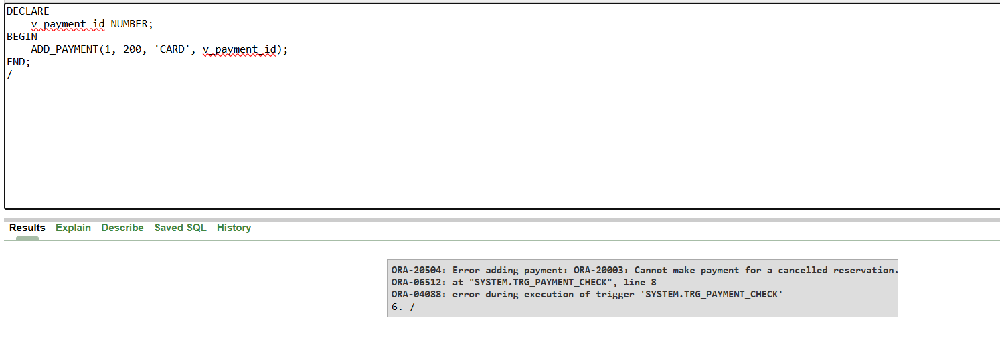 DECLARE
    v_payment_id NUMBER;
BEGIN
    ADD_PAYMENT(1, 200, 'CARD', v_payment_id);
END;
/
Results Explain Describe Saved SQL History
ORA-20504: Error adding payment: ORA-20003: Cannot make payment for a cancelled reservation.
ORA-06512: at "SYSTEM.TRG_PAYMENT_CHECK", line 8
ORA-04088: error during execution of trigger 'SYSTEM.TRG_PAYMENT_CHECK'
6. /